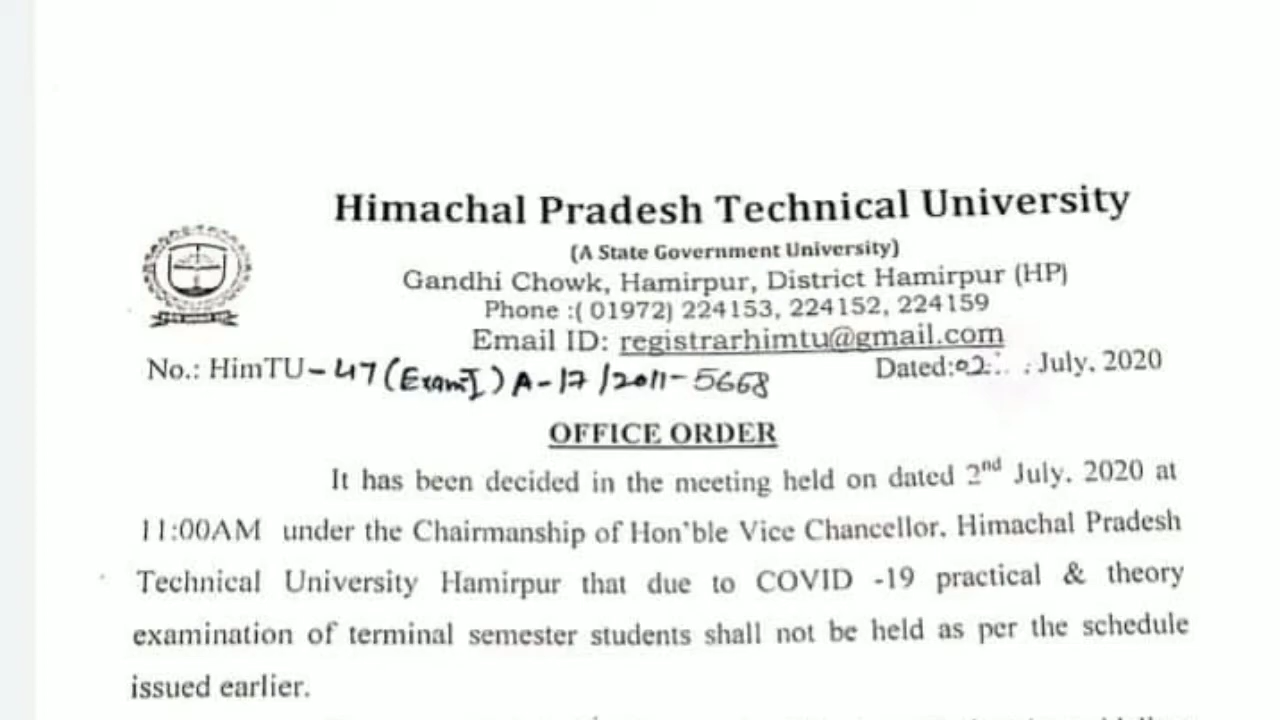 Himachal Pradesh Technical University
(A State Government University)
Gandhi Chowk, Hamirpur, District Hamirpur (HP)
Phone :( 01972) 224153, 224152, 224159
Email ID: registrarhimtu@gmail.com
No.: HimTU-47(Exam-I) A-17/2011-5668 Dated:02. . July. 2020
OFFICE ORDER
It has been decided in the meeting held on dated 2nd July. 2020 at
11:00AM under the Chairmanship of Hon'ble Vice Chancellor. Himachal Pradesh
Technical University Hamirpur that due to COVID -19 practical & theory
examination of terminal semester students shall not be held as per the schedule
issued earlier.